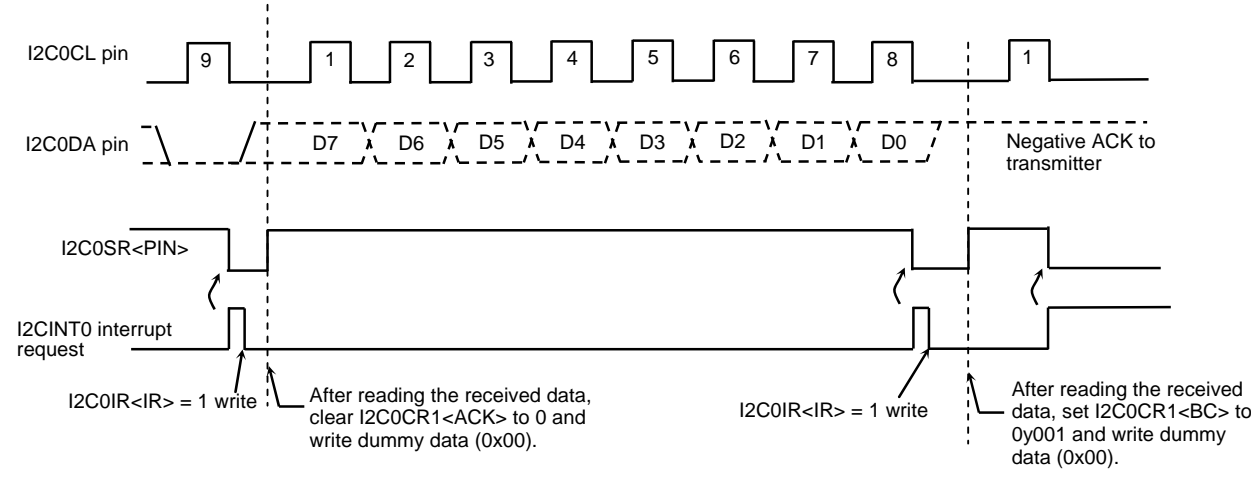 I2C0CL pin
9
1
2
3
4
5
6
7
8
1
I2C0DA pin
D7
D6
D5
D4
D3
D2
D1
D0
Negative ACK to
transmitter
I2C0SR<PIN>
I2CINT0 interrupt
request
I2C0IR<IR> = 1 write
After reading the received data,
clear I2C0CR1<ACK> to 0 and
write dummy data (0x00).
I2C0IR<IR> = 1 write
After reading the received
data, set I2C0CR1<BC> to
0y001 and write dummy
data (0x00).